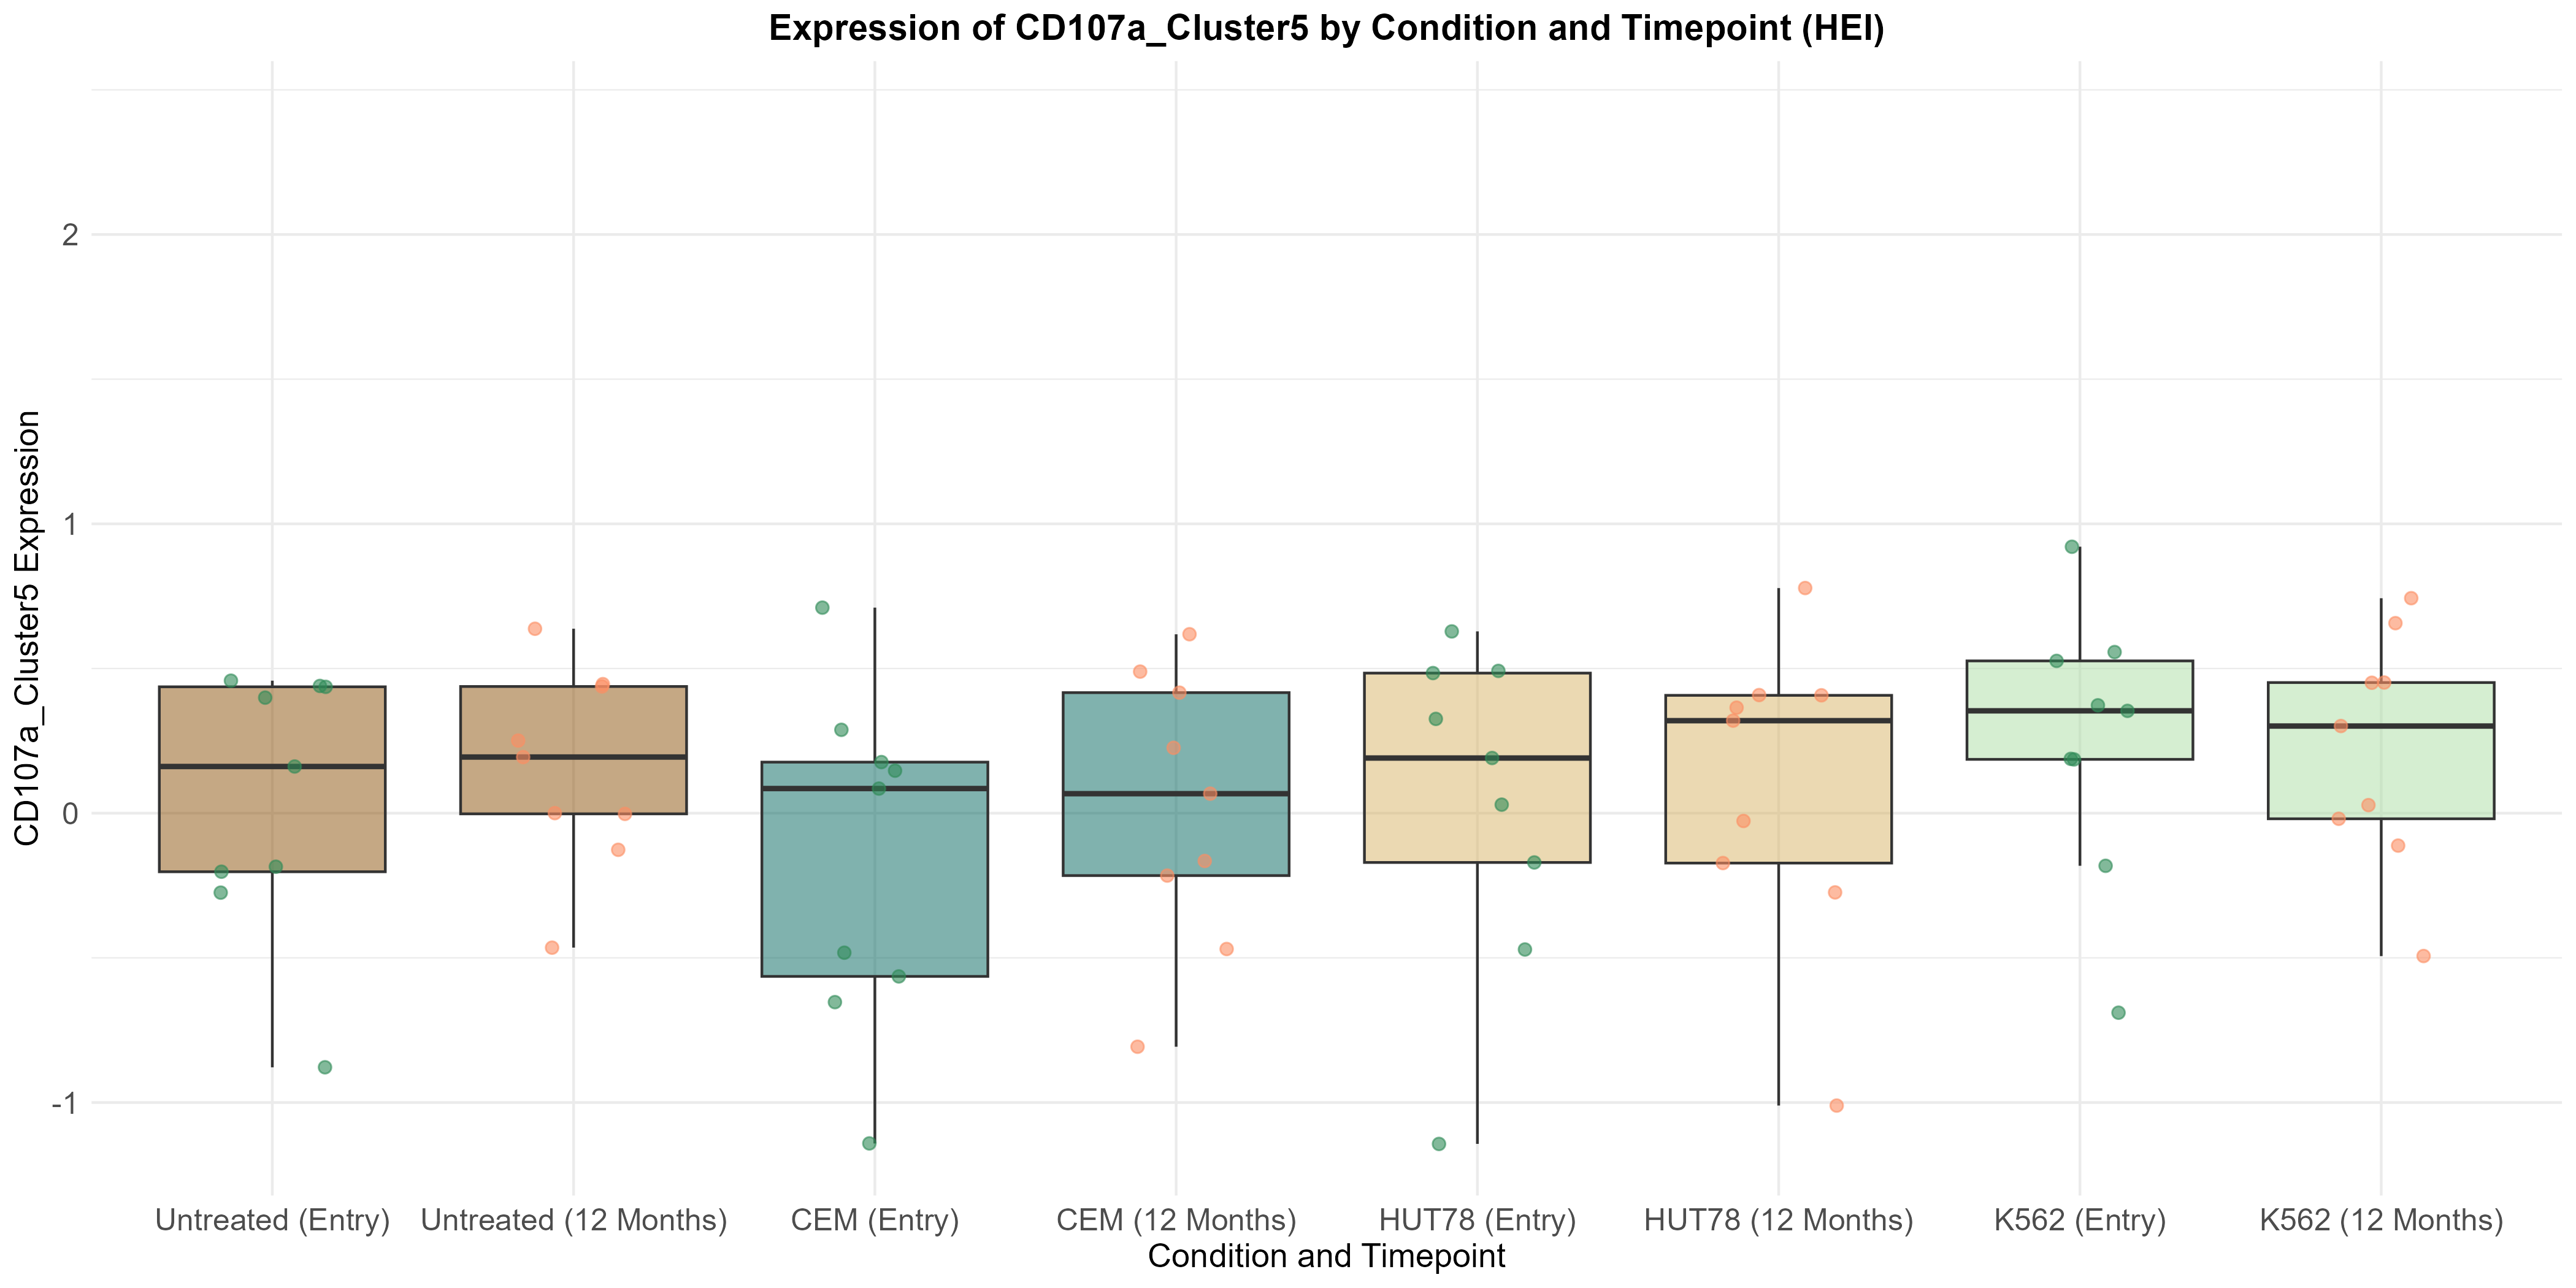 Expression of CD107a_Cluster5 by Condition and Timepoint (HEI)
CD107a_Cluster5 Expression
2
1
0
-1
Untreated (Entry)
Untreated (12 Months)
CEM (Entry)
CEM (12 Months)
HUT78 (Entry)
HUT78 (12 Months)
K562 (Entry)
K562 (12 Months)
Condition and Timepoint